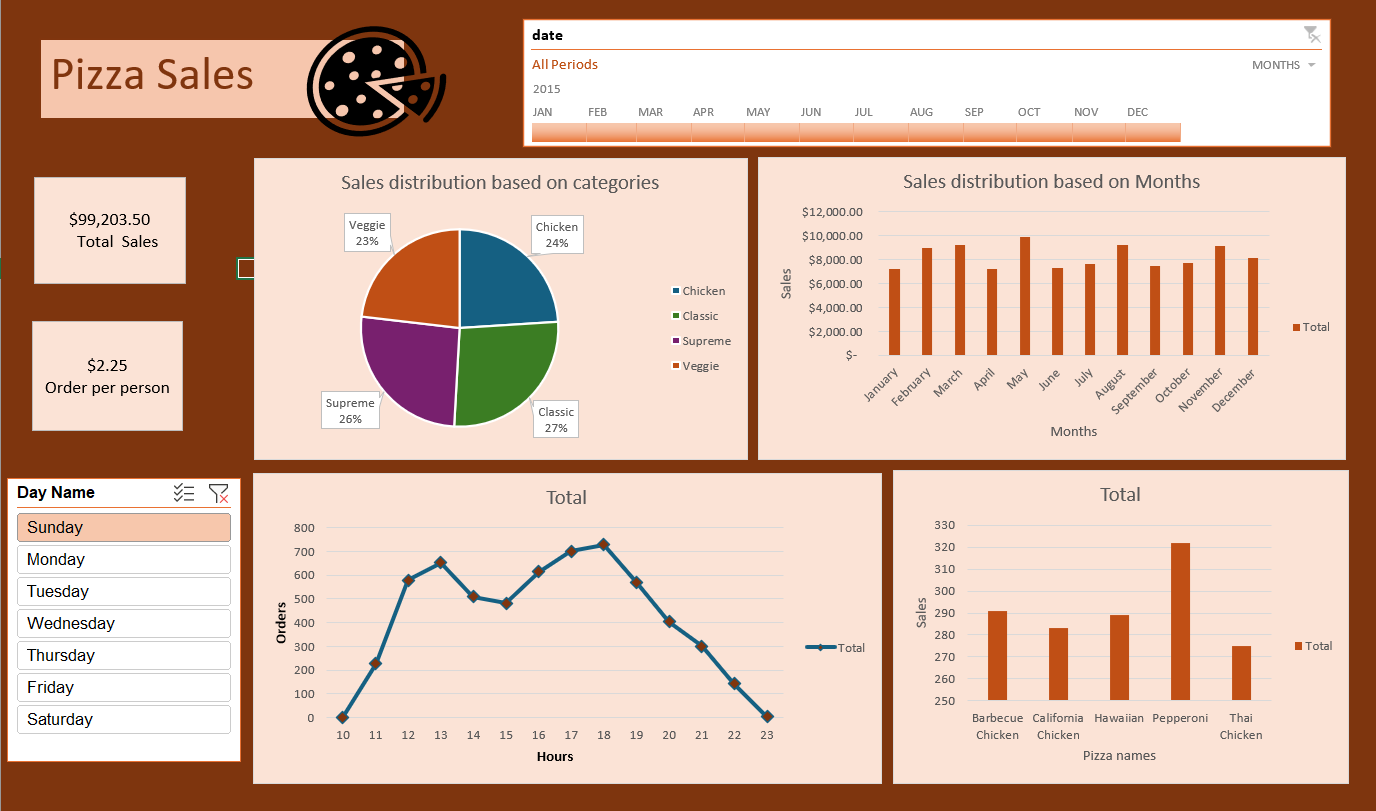 Pizza Sales
date
All Periods
MONTHS
2015
JAN FEB MAR APR MAY JUN JUL AUG SEP OCT NOV DEC
$99,203.50
Total Sales
$2.25
Order per person
Sales distribution based on categories
Veggie
23%
Chicken
24%
Supreme
26%
Classic
27%
Chicken
Classic
Supreme
Veggie
Sales distribution based on Months
Sales
$12,000.00
$10,000.00
$8,000.00
$6,000.00
$4,000.00
$2,000.00
$-
January February March April May June July August September October November December
Months
Total
Day Name
Sunday
Monday
Tuesday
Wednesday
Thursday
Friday
Saturday
Total
Orders
800
700
600
500
400
300
200
100
0
10 11 12 13 14 15 16 17 18 19 20 21 22 23
Hours
Total
Total
Sales
330
320
310
300
290
280
270
260
250
Barbecue California Hawaiian Pepperoni Thai
Chicken Chicken Chicken
Pizza names
Total